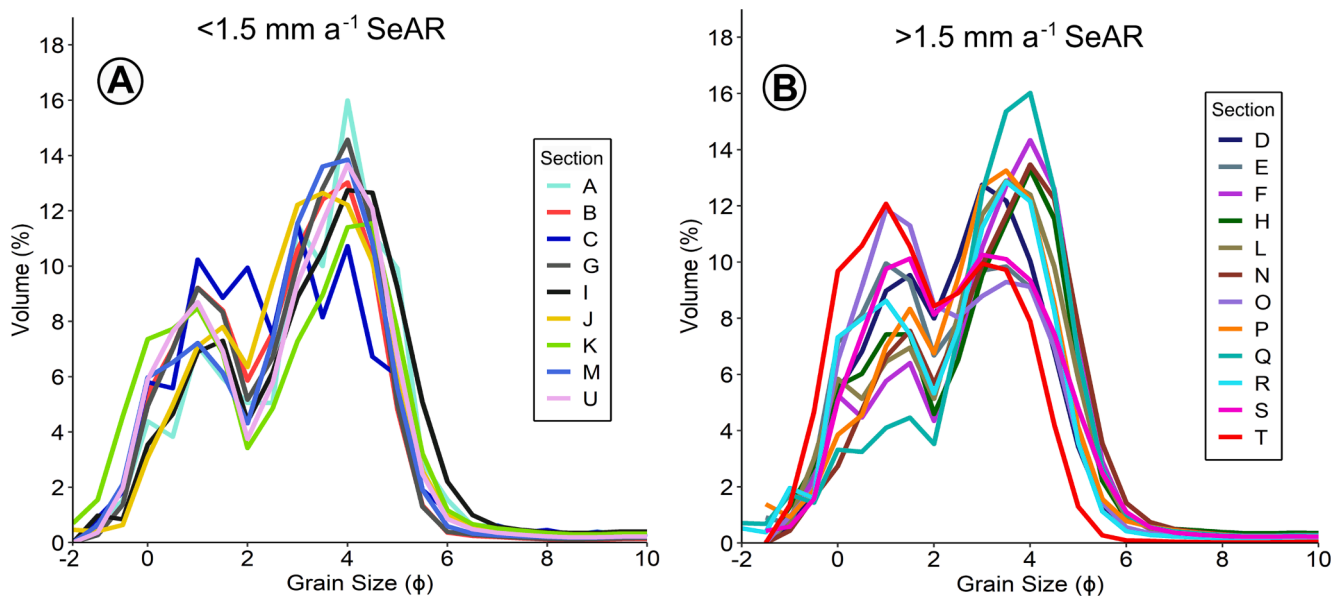 <1.5 mm a⁻¹ SeAR
A
18
16
14
12
10
8
6
4
2
0
Volume (%)
-2 0 2 4 6 8 10
Grain Size (ϕ)
Section
A
B
C
G
I
J
K
M
U
>1.5 mm a⁻¹ SeAR
B
18
16
14
12
10
8
6
4
2
0
Volume (%)
-2 0 2 4 6 8 10
Grain Size (ϕ)
Section
D
E
F
H
L
N
O
P
Q
R
S
T